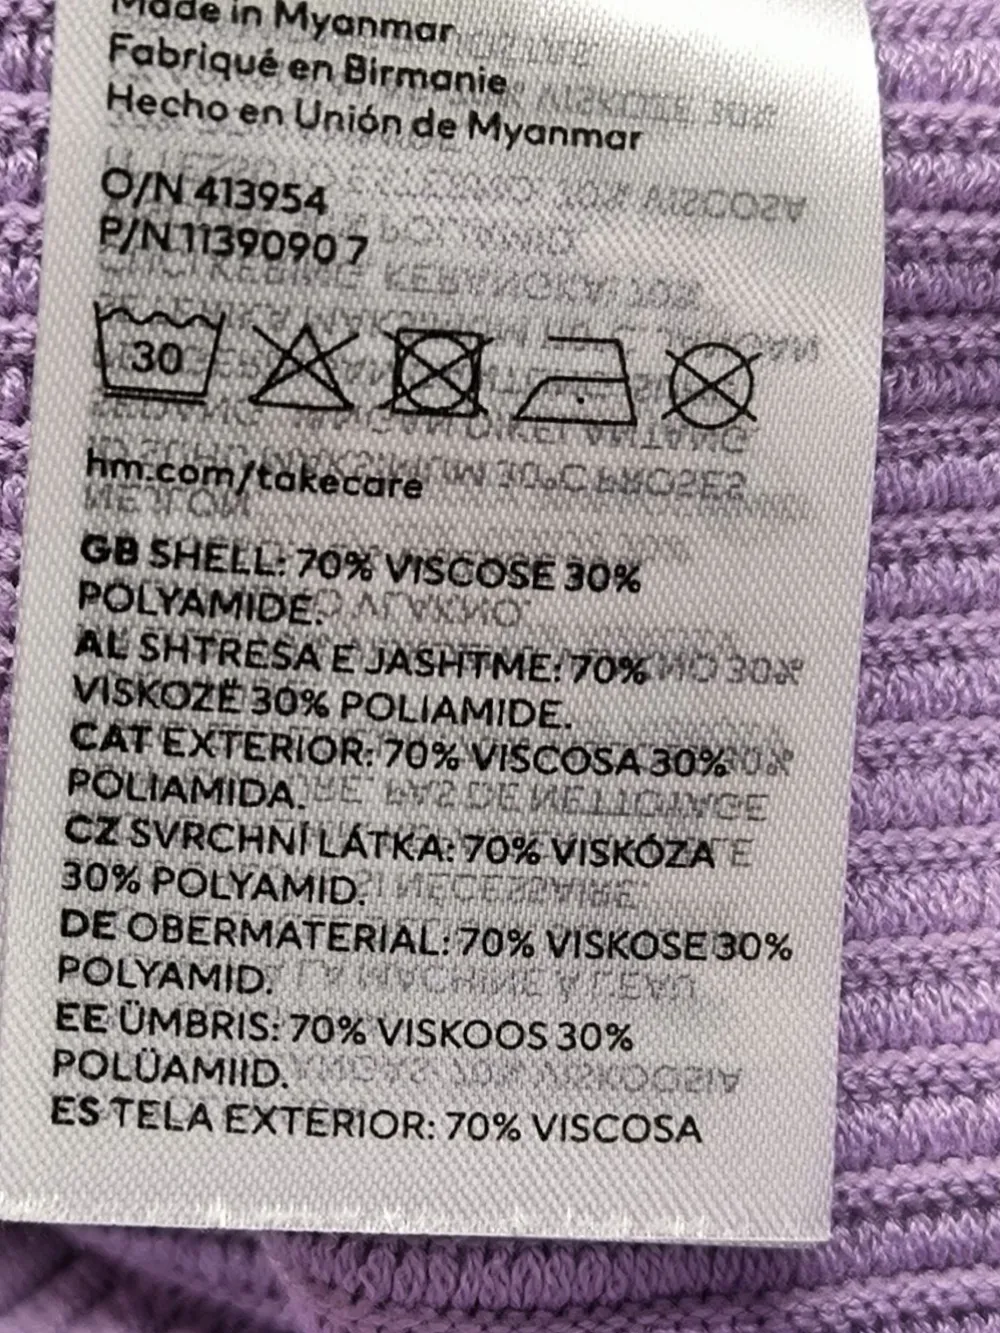 Made in Myanmar
Fabriqué en Birmanie
Hecho en Unión de Myanmar
O/N 413954
P/N 1139090 7
30
hm.com/takecare
GB SHELL: 70% VISCOSE 30%
POLYAMIDE.
AL SHTRESA E JASHTME: 70%
VISKOZË 30% POLIAMIDE.
CAT EXTERIOR: 70% VISCOSA 30%
POLIAMIDA.
CZ SVRCHNÍ LÁTKA: 70% VISKÓZA
30% POLYAMID.
DE OBERMATERIAL: 70% VISKOSE 30%
POLYAMID.
EE ÜMBRIS: 70% VISKOOS 30%
POLÜAMIID.
ES TELA EXTERIOR: 70% VISCOSA